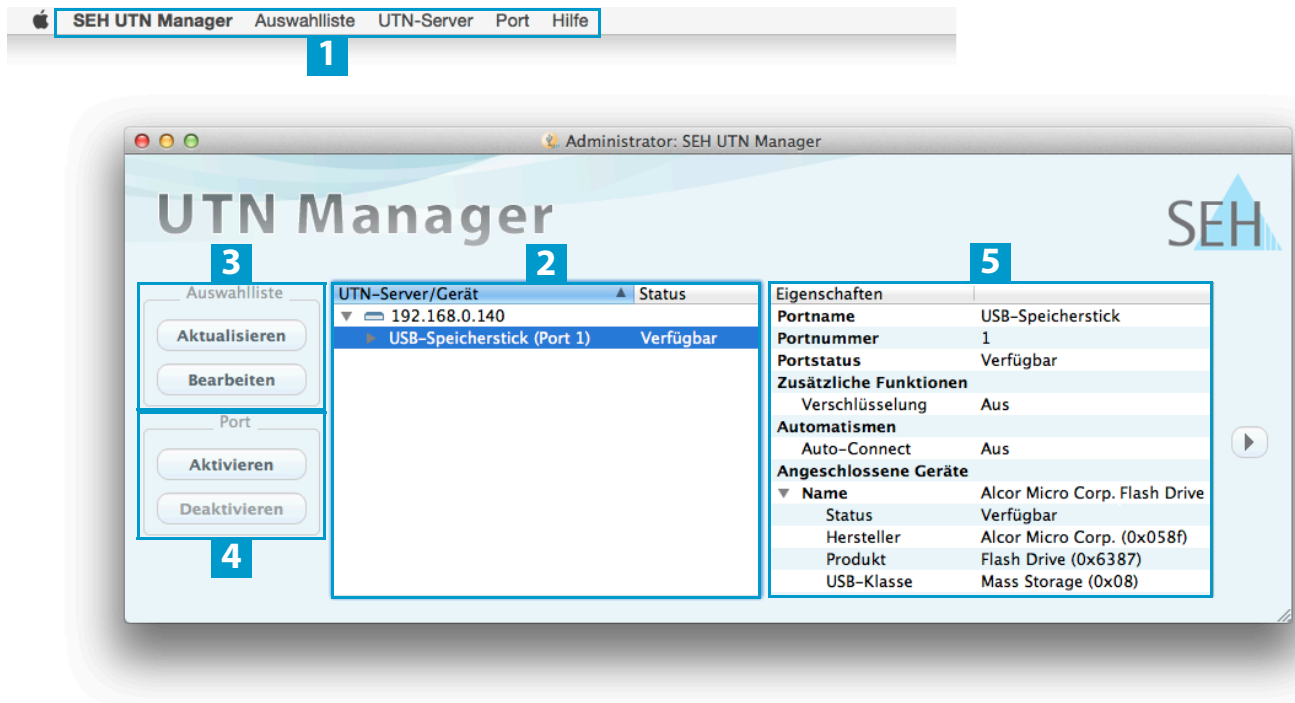 SEH UTN Manager Auswahlliste UTN-Server Port Hilfe
1
Administrator: SEH UTN Manager
UTN Manager
SEH
3
Auswahlliste
Aktualisieren
Bearbeiten
Port
Aktivieren
Deaktivieren
4
2
UTN-Server/Gerät Status
192.168.0.140
USB-Speicherstick (Port 1) Verfügbar
5
Eigenschaften
Portname USB-Speicherstick
Portnummer 1
Portstatus Verfügbar
Zusätzliche Funktionen
Verschlüsselung Aus
Automatismen
Auto-Connect Aus
Angeschlossene Geräte
Name Alcor Micro Corp. Flash Drive
Status Verfügbar
Hersteller Alcor Micro Corp. (0x058f)
Produkt Flash Drive (0x6387)
USB-Klasse Mass Storage (0x08)